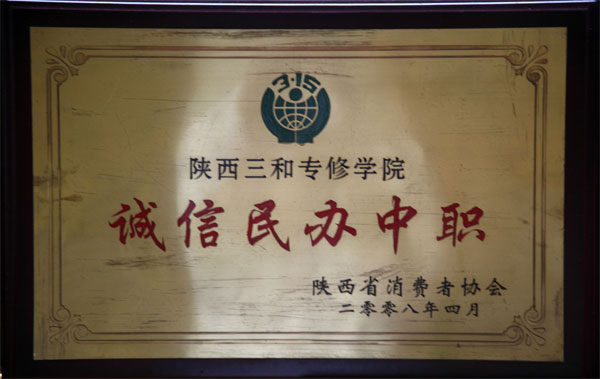 3·15
陕西三和专修学院
诚信民办中职
陕西省消费者协会
二零零八年四月